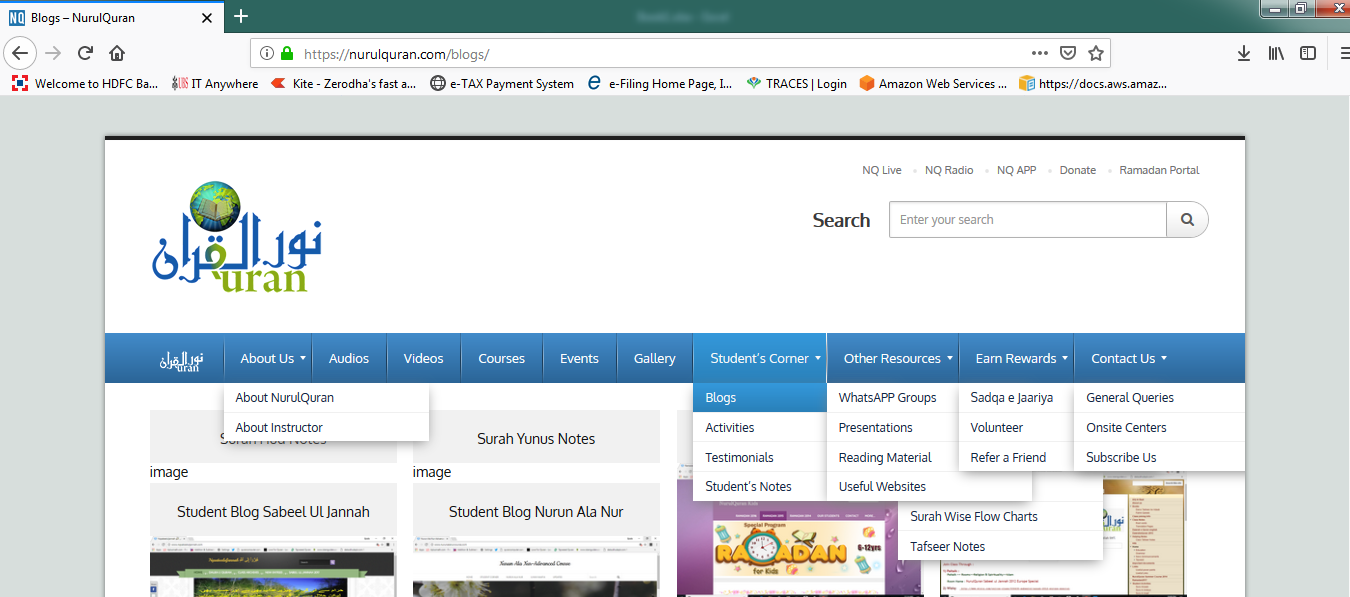 NQ Blogs – NurulQuran
https://nurulquran.com/blogs/
Welcome to HDFC Ba... IT Anywhere Kite - Zerodha's fast a... e-TAX Payment System e-Filing Home Page, I... TRACES | Login Amazon Web Services ... https://docs.aws.amaz...
NQ Live NQ Radio NQ APP Donate Ramadan Portal
Search Enter your search
نور القرآن
uran
نور القرآن
uran
About Us Audios Videos Courses Events Gallery Student's Corner Other Resources Earn Rewards Contact Us
About NurulQuran Blogs WhatsAPP Groups Sadqa e Jaariya General Queries
About Instructor Activities Presentations Volunteer Onsite Centers
Surah Hud Notes Surah Yunus Notes
Testimonials Reading Material Refer a Friend Subscribe Us
image image
Student's Notes Useful Websites
Student Blog Sabeel Ul Jannah Student Blog Nurun Ala Nur Surah Wise Flow Charts
Tafseer Notes
Special Program
RAMADAN
for Kids
6-12yrs